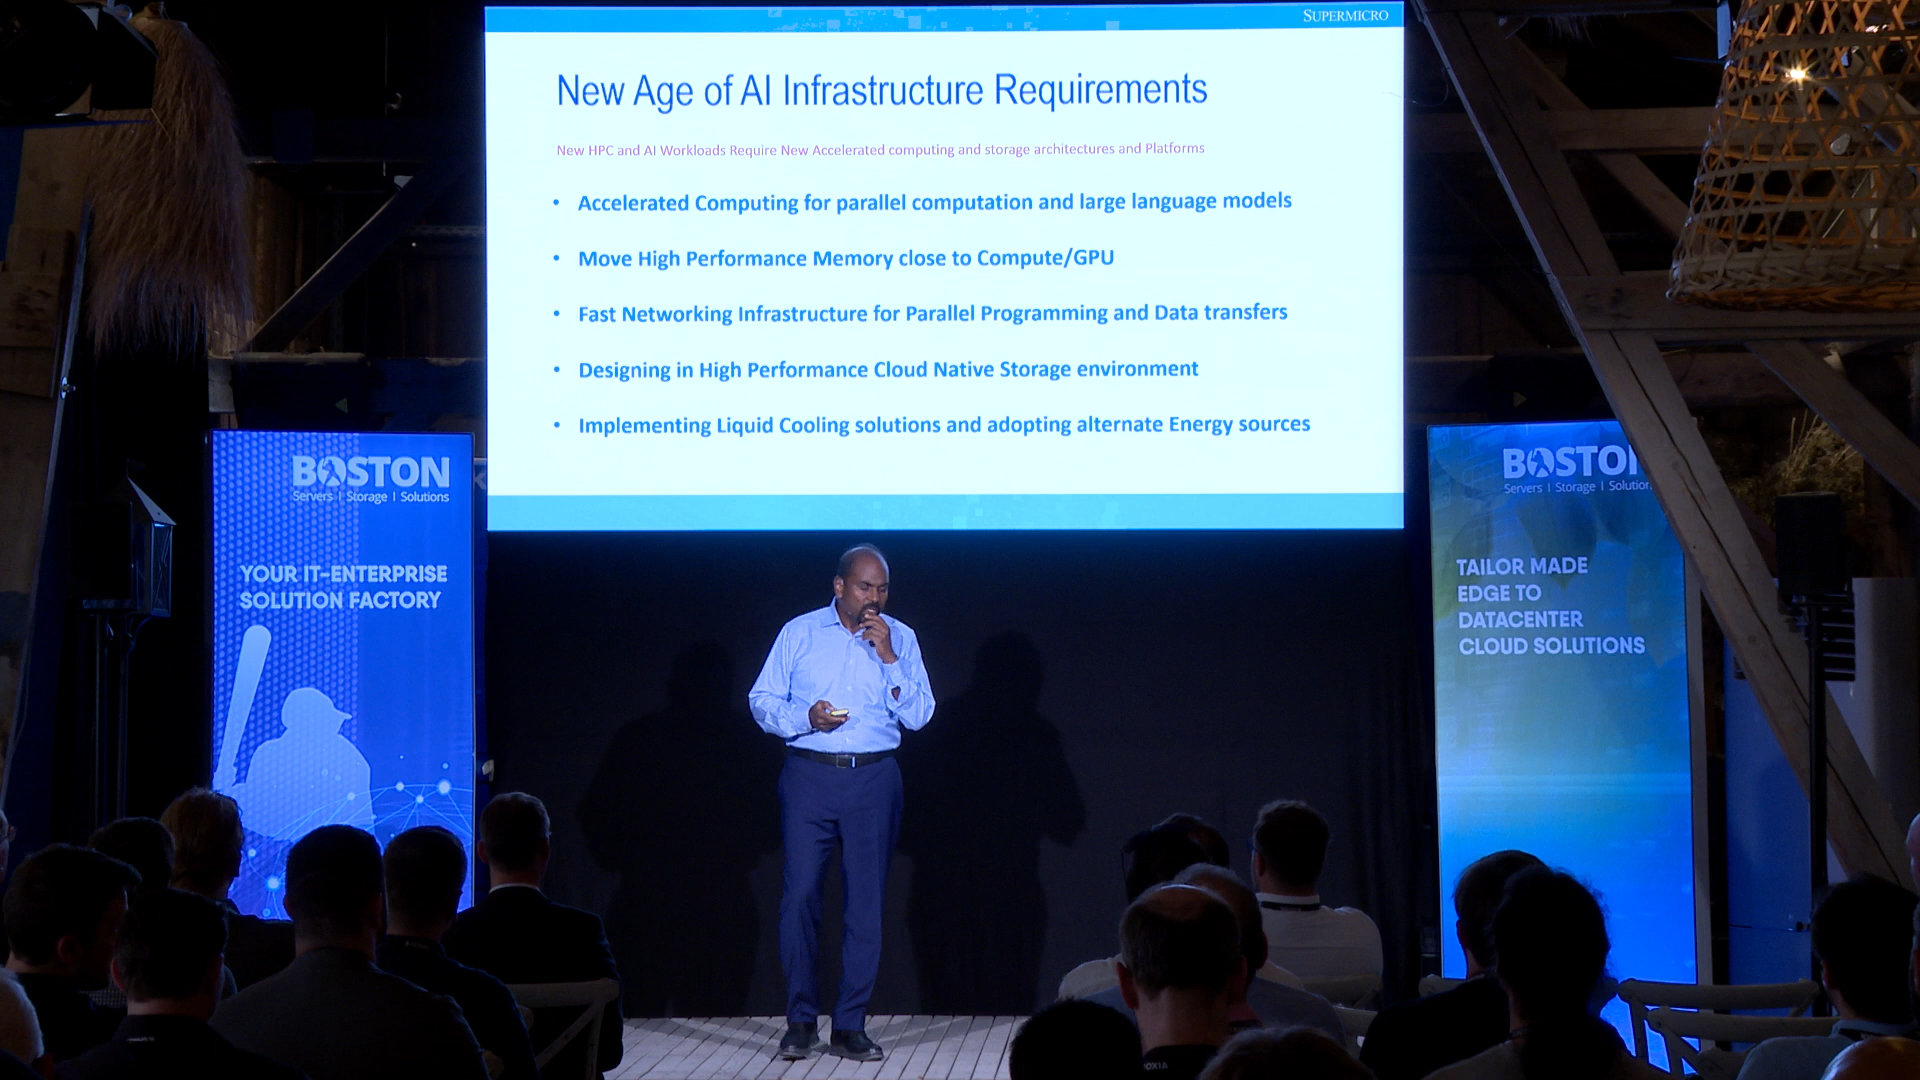 SUPERMICRO
New Age of AI Infrastructure Requirements
New HPC and AI Workloads Require New Accelerated computing and storage architectures and Platforms
• Accelerated Computing for parallel computation and large language models
• Move High Performance Memory close to Compute/GPU
• Fast Networking Infrastructure for Parallel Programming and Data transfers
• Designing in High Performance Cloud Native Storage environment
• Implementing Liquid Cooling solutions and adopting alternate Energy sources
BOSTON
Servers | Storage | Solutions
YOUR IT-ENTERPRISE
SOLUTION FACTORY
BOSTO
Servers | Storage | Solution
TAILOR MADE
EDGE TO
DATACENTER
CLOUD SOLUTIONS
OXIA